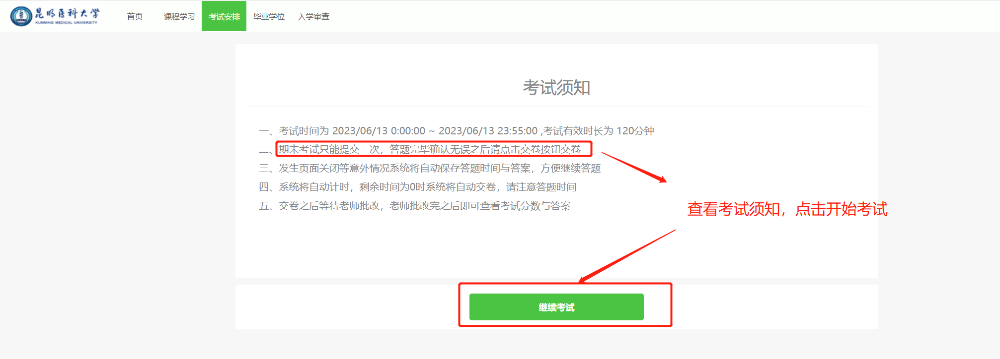 昆明医科大学
KUNMING MEDICAL UNIVERSITY
首页 课程学习 考试安排 毕业学位 入学审查
考试须知
一、考试时间为 2023/06/13 0:00:00 ~ 2023/06/13 23:55:00 ,考试有效时长为 120分钟
二、期末考试只能提交一次，答题完毕确认无误之后请点击交卷按钮交卷
三、发生页面关闭等意外情况系统将自动保存答题时间与答案，方便继续答题
四、系统将自动计时，剩余时间为0时系统将自动交卷，请注意答题时间
五、交卷之后等待老师批改，老师批改完之后即可查看考试分数与答案
查看考试须知，点击开始考试
继续考试